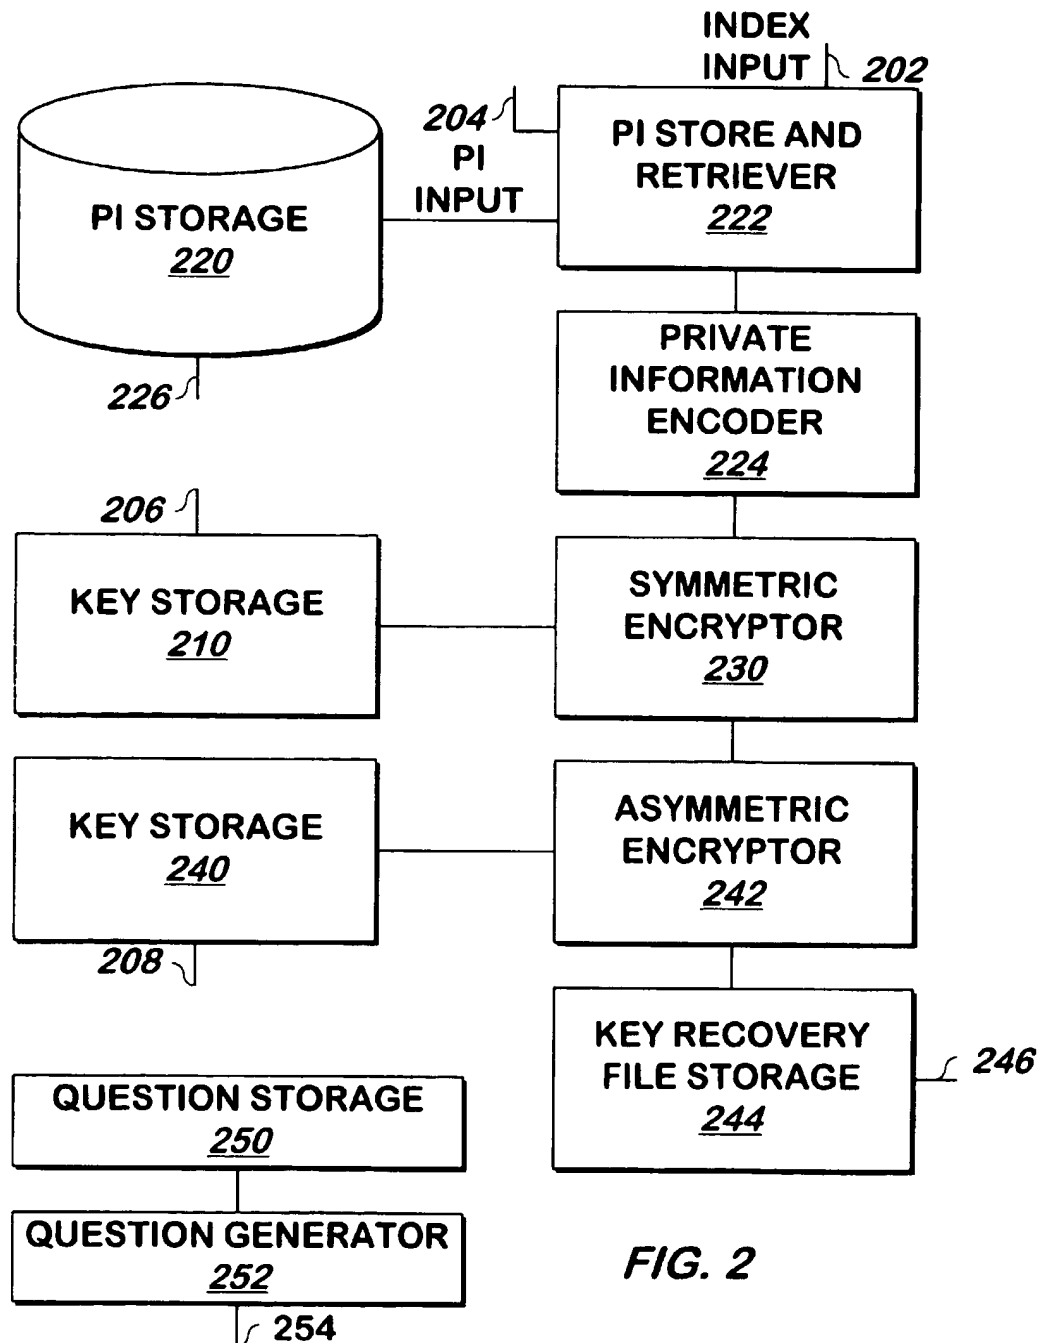 INDEX
INPUT
202
204
PI
INPUT
PI STORE AND
RETRIEVER
222
PI STORAGE
220
226
PRIVATE
INFORMATION
ENCODER
224
206
KEY STORAGE
210
SYMMETRIC
ENCRYPTOR
230
KEY STORAGE
240
208
ASYMMETRIC
ENCRYPTOR
242
KEY RECOVERY
FILE STORAGE
244
246
QUESTION STORAGE
250
QUESTION GENERATOR
252
254
FIG. 2